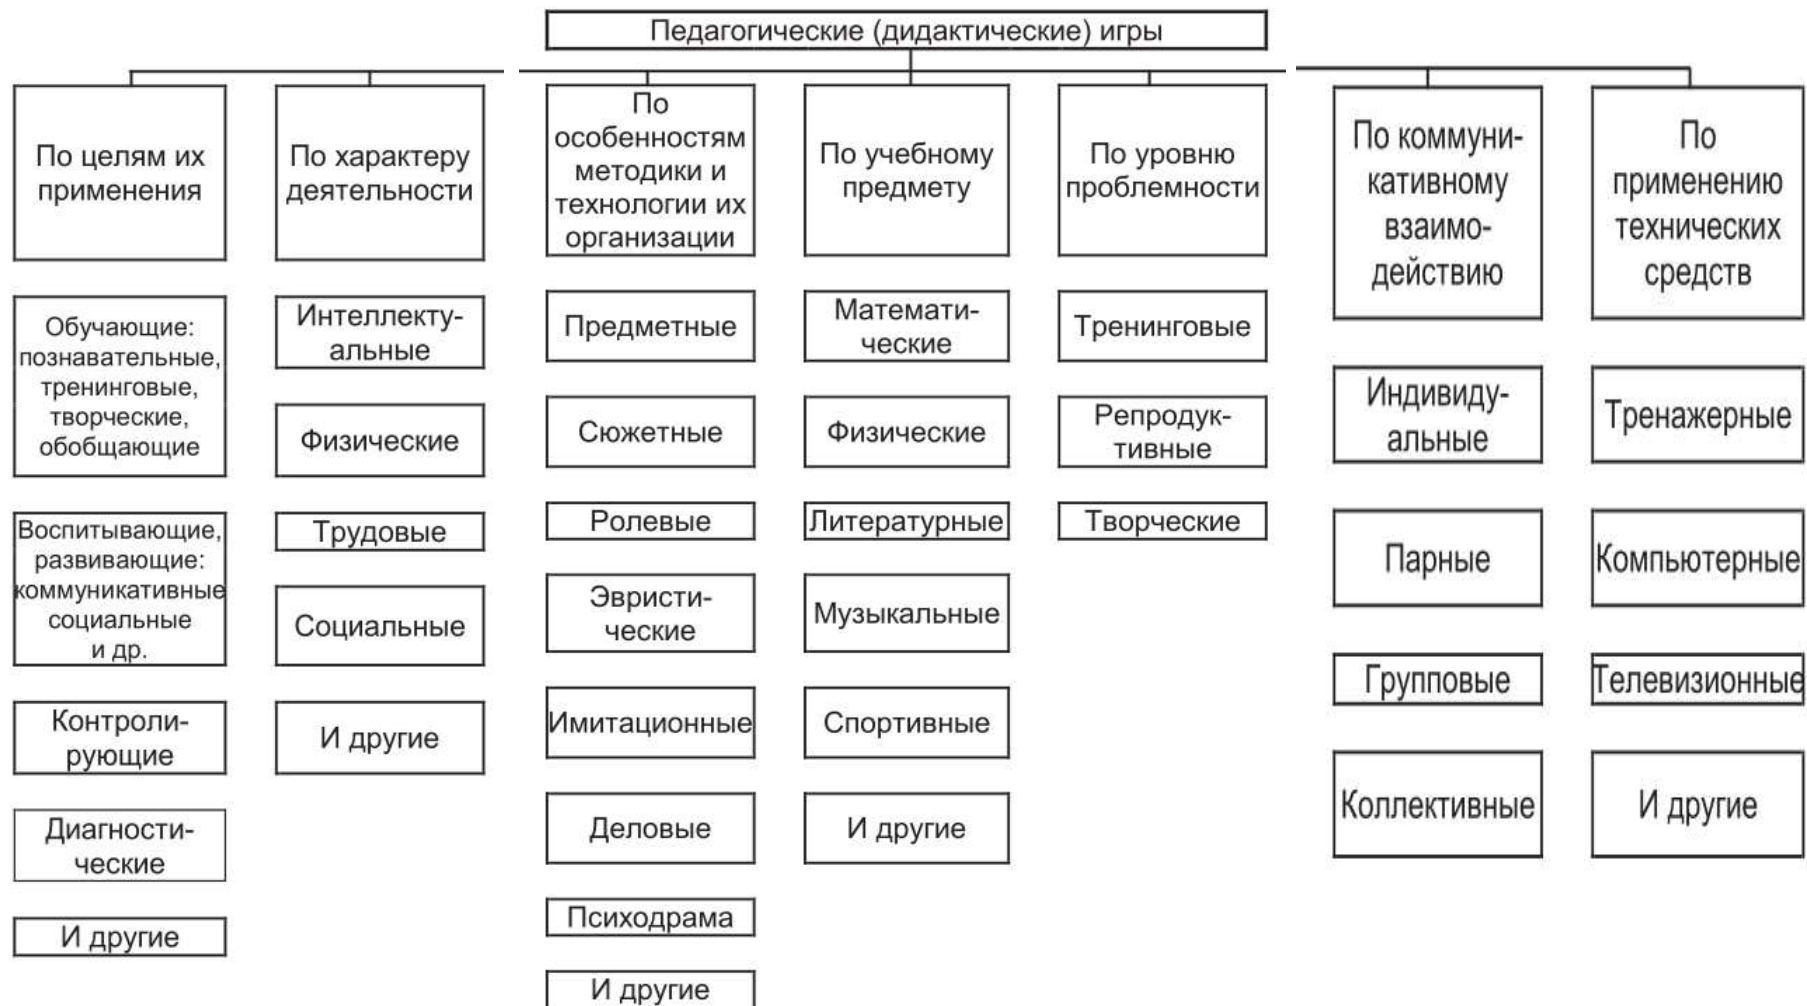 Педагогические (дидактические) игры
По целям их
применения
Обучающие:
познавательные,
тренинговые,
творческие,
обобщающие
Воспитывающие,
развивающие:
коммуникативные
социальные
и др.
Контроли-
рующие
Диагности-
ческие
И другие
По характеру
деятельности
Интеллекту-
альные
Физические
Трудовые
Социальные
И другие
По
особенностям
методики и
технологии их
организации
Предметные
Сюжетные
Ролевые
Эвристи-
ческие
Имитационные
Деловые
Психодрама
И другие
По учебному
предмету
Математи-
ческие
Физические
Литературные
Музыкальные
Спортивные
И другие
По уровню
проблемности
Тренинговые
Репродук-
тивные
Творческие
По коммуни-
кативному
взаимо-
действию
Индивиду-
альные
Парные
Групповые
Коллективные
По
применению
технических
средств
Тренажерные
Компьютерные
Телевизионные
И другие